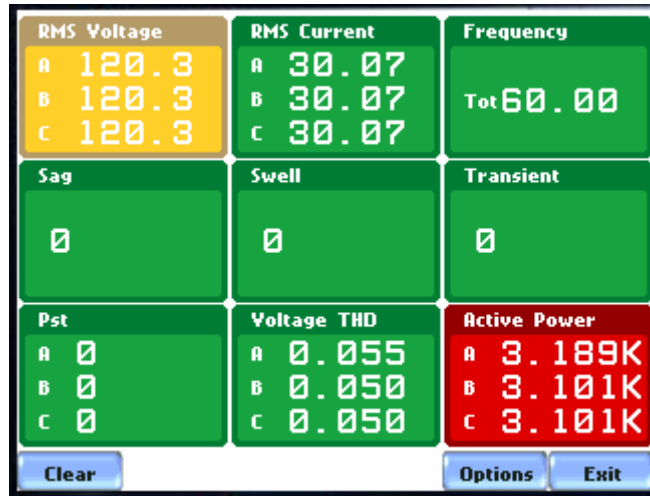 RMS Voltage
A 120.3
B 120.3
C 120.3
RMS Current
A 30.07
B 30.07
C 30.07
Frequency
Tot 60.00
Sag
0
Swell
0
Transient
0
Pst
A 0
B 0
C 0
Voltage THD
A 0.055
B 0.050
C 0.050
Active Power
A 3.189K
B 3.101K
C 3.101K
Clear
Options
Exit